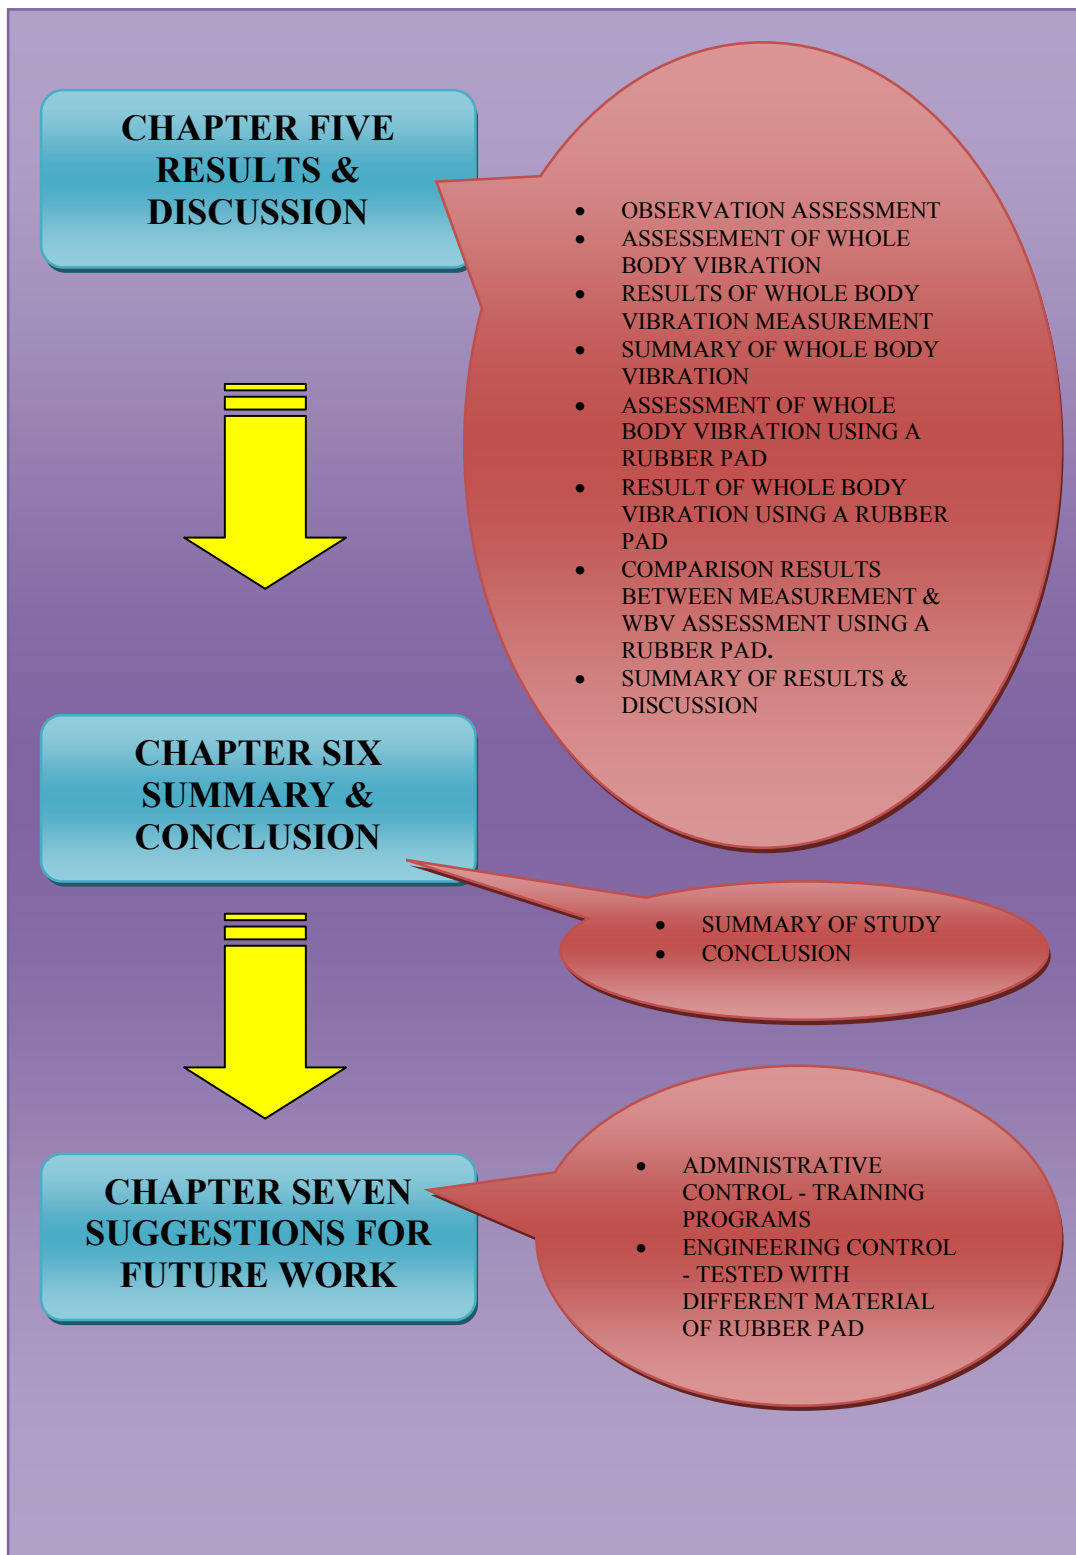 CHAPTER FIVE
RESULTS &
DISCUSSION
• OBSERVATION ASSESSMENT
• ASSESSEMENT OF WHOLE
BODY VIBRATION
• RESULTS OF WHOLE BODY
VIBRATION MEASUREMENT
• SUMMARY OF WHOLE BODY
VIBRATION
• ASSESSMENT OF WHOLE
BODY VIBRATION USING A
RUBBER PAD
• RESULT OF WHOLE BODY
VIBRATION USING A RUBBER
PAD
• COMPARISON RESULTS
BETWEEN MEASUREMENT &
WBV ASSESSMENT USING A
RUBBER PAD.
• SUMMARY OF RESULTS &
DISCUSSION
CHAPTER SIX
SUMMARY &
CONCLUSION
• SUMMARY OF STUDY
• CONCLUSION
CHAPTER SEVEN
SUGGESTIONS FOR
FUTURE WORK
• ADMINISTRATIVE
CONTROL - TRAINING
PROGRAMS
• ENGINEERING CONTROL
- TESTED WITH
DIFFERENT MATERIAL
OF RUBBER PAD